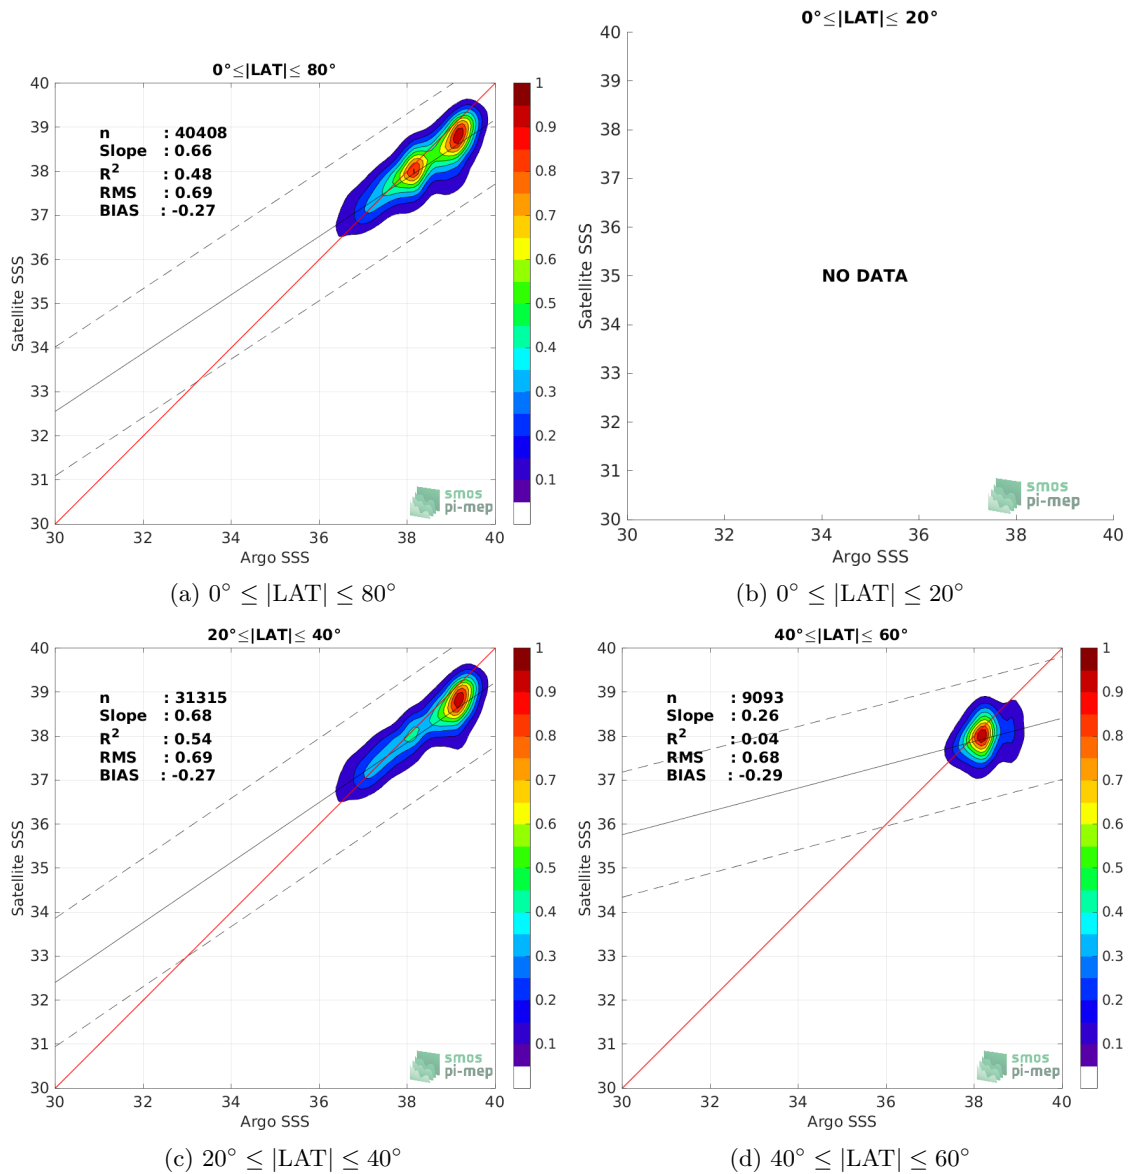 0°≤|LAT|≤ 80°
n : 40408
Slope : 0.66
R² : 0.48
RMS : 0.69
BIAS : -0.27
40
39
38
37
36
35
34
33
32
31
30
Satellite SSS
30 32 34 36 38 40
Argo SSS
1
0.9
0.8
0.7
0.6
0.5
0.4
0.3
0.2
0.1
smos
pi-mep
(a) 0° ≤ |LAT| ≤ 80°
0°≤|LAT|≤ 20°
40
39
38
37
36
35
34
33
32
31
30
Satellite SSS
NO DATA
30 32 34 36 38 40
Argo SSS
smos
pi-mep
(b) 0° ≤ |LAT| ≤ 20°
20°≤|LAT|≤ 40°
n : 31315
Slope : 0.68
R² : 0.54
RMS : 0.69
BIAS : -0.27
40
39
38
37
36
35
34
33
32
31
30
Satellite SSS
30 32 34 36 38 40
Argo SSS
1
0.9
0.8
0.7
0.6
0.5
0.4
0.3
0.2
0.1
smos
pi-mep
(c) 20° ≤ |LAT| ≤ 40°
40°≤|LAT|≤ 60°
n : 9093
Slope : 0.26
R² : 0.04
RMS : 0.68
BIAS : -0.29
40
39
38
37
36
35
34
33
32
31
30
Satellite SSS
30 32 34 36 38 40
Argo SSS
1
0.9
0.8
0.7
0.6
0.5
0.4
0.3
0.2
0.1
smos
pi-mep
(d) 40° ≤ |LAT| ≤ 60°